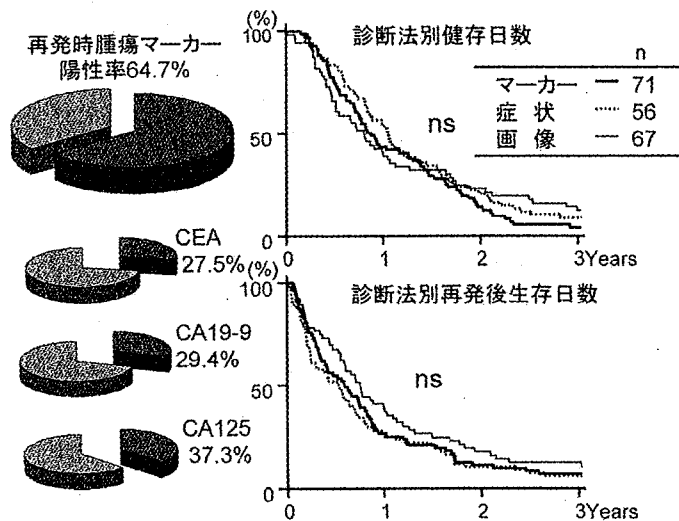 再発時腫瘍マーカー
陽性率64.7%
CEA
27.5%
CA19-9
29.4%
CA125
37.3%
(%)
診断法別健存日数
100
50
0
ns
0 1 2 3Years
n
マーカー 71
症 状 56
画 像 67
(%)
診断法別再発後生存日数
100
50
0
ns
0 1 2 3Years